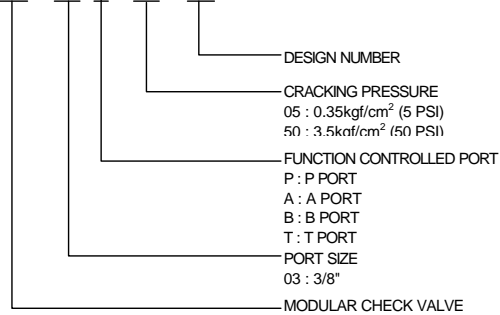 DESIGN NUMBER
CRACKING PRESSURE
05 : 0.35kgf/cm² (5 PSI)
50 : 3.5kgf/cm² (50 PSI)
FUNCTION CONTROLLED PORT
P : P PORT
A : A PORT
B : B PORT
T : T PORT
PORT SIZE
03 : 3/8"
MODULAR CHECK VALVE